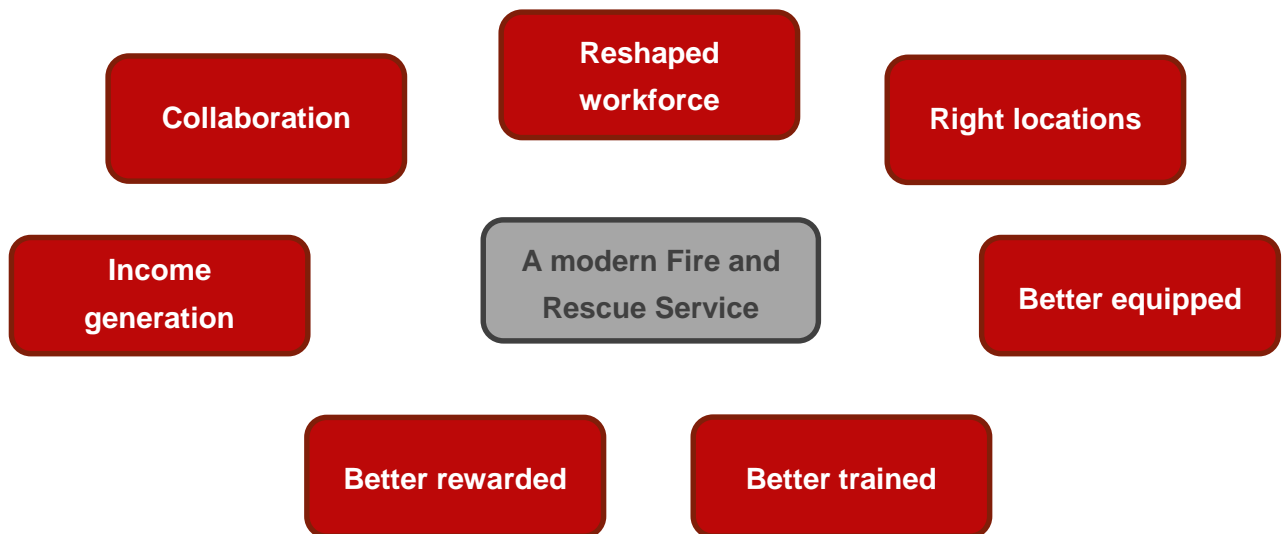 Reshaped
workforce
Collaboration
Right locations
Income
generation
A modern Fire and
Rescue Service
Better equipped
Better rewarded
Better trained